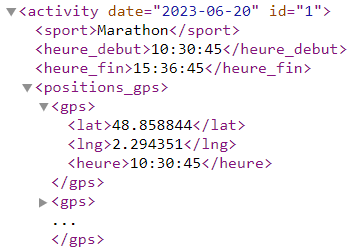 ▼<activity date="2023-06-20" id="1">
<sport>Marathon</sport>
<heure_debut>10:30:45</heure_debut>
<heure_fin>15:36:45</heure_fin>
▼<positions_gps>
▼<gps>
<lat>48.858844</lat>
<lng>2.294351</lng>
<heure>10:30:45</heure>
</gps>
▶<gps>
...
</gps>